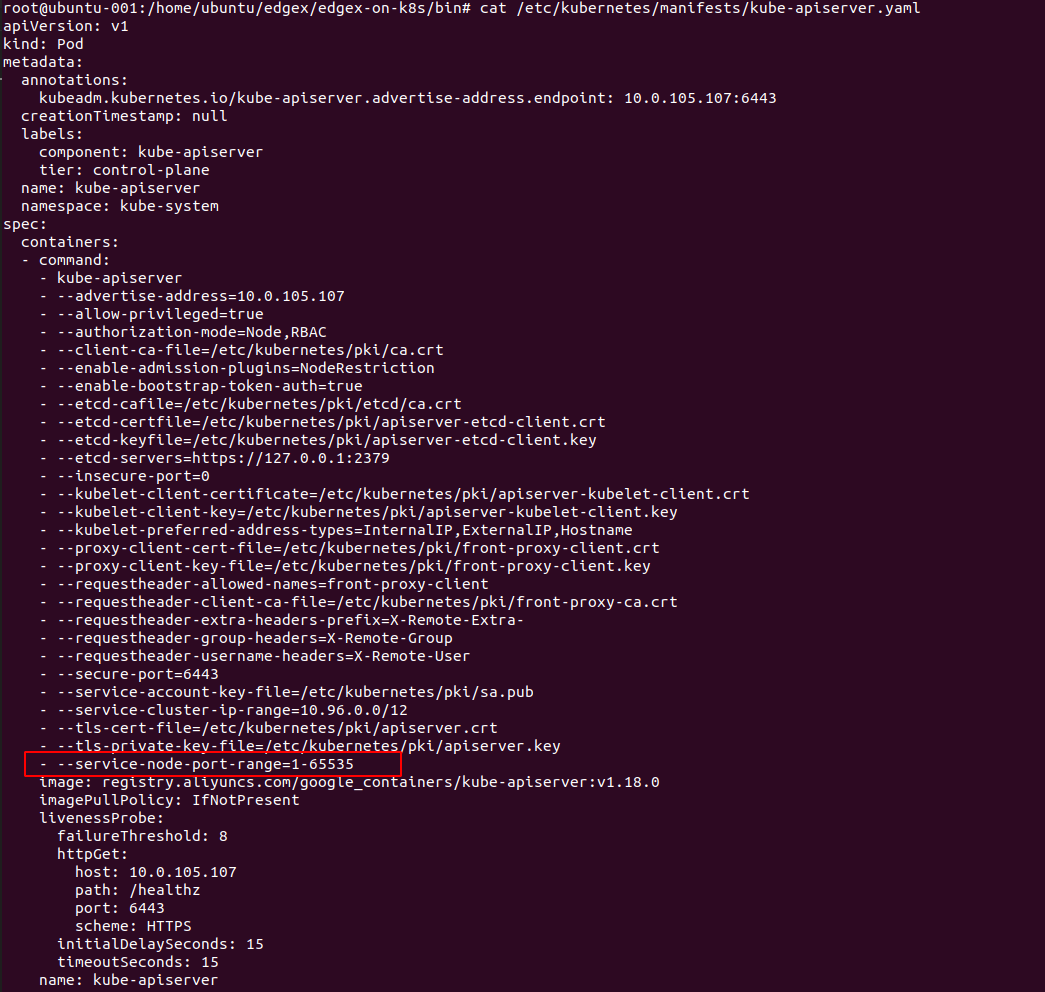 root@ubuntu-001:/home/ubuntu/edgex/edgex-on-k8s/bin# cat /etc/kubernetes/manifests/kube-apiserver.yaml
apiVersion: v1
kind: Pod
metadata:
  annotations:
    kubeadm.kubernetes.io/kube-apiserver.advertise-address.endpoint: 10.0.105.107:6443
  creationTimestamp: null
  labels:
    component: kube-apiserver
    tier: control-plane
  name: kube-apiserver
  namespace: kube-system
spec:
  containers:
  - command:
    - kube-apiserver
    - --advertise-address=10.0.105.107
    - --allow-privileged=true
    - --authorization-mode=Node,RBAC
    - --client-ca-file=/etc/kubernetes/pki/ca.crt
    - --enable-admission-plugins=NodeRestriction
    - --enable-bootstrap-token-auth=true
    - --etcd-cafile=/etc/kubernetes/pki/etcd/ca.crt
    - --etcd-certfile=/etc/kubernetes/pki/apiserver-etcd-client.crt
    - --etcd-keyfile=/etc/kubernetes/pki/apiserver-etcd-client.key
    - --etcd-servers=https://127.0.0.1:2379
    - --insecure-port=0
    - --kubelet-client-certificate=/etc/kubernetes/pki/apiserver-kubelet-client.crt
    - --kubelet-client-key=/etc/kubernetes/pki/apiserver-kubelet-client.key
    - --kubelet-preferred-address-types=InternalIP,ExternalIP,Hostname
    - --proxy-client-cert-file=/etc/kubernetes/pki/front-proxy-client.crt
    - --proxy-client-key-file=/etc/kubernetes/pki/front-proxy-client.key
    - --requestheader-allowed-names=front-proxy-client
    - --requestheader-client-ca-file=/etc/kubernetes/pki/front-proxy-ca.crt
    - --requestheader-extra-headers-prefix=X-Remote-Extra-
    - --requestheader-group-headers=X-Remote-Group
    - --requestheader-username-headers=X-Remote-User
    - --secure-port=6443
    - --service-account-key-file=/etc/kubernetes/pki/sa.pub
    - --service-cluster-ip-range=10.96.0.0/12
    - --tls-cert-file=/etc/kubernetes/pki/apiserver.crt
    - --tls-private-key-file=/etc/kubernetes/pki/apiserver.key
    - --service-node-port-range=1-65535
    image: registry.aliyuncs.com/google_containers/kube-apiserver:v1.18.0
    imagePullPolicy: IfNotPresent
    livenessProbe:
      failureThreshold: 8
      httpGet:
        host: 10.0.105.107
        path: /healthz
        port: 6443
        scheme: HTTPS
      initialDelaySeconds: 15
      timeoutSeconds: 15
    name: kube-apiserver